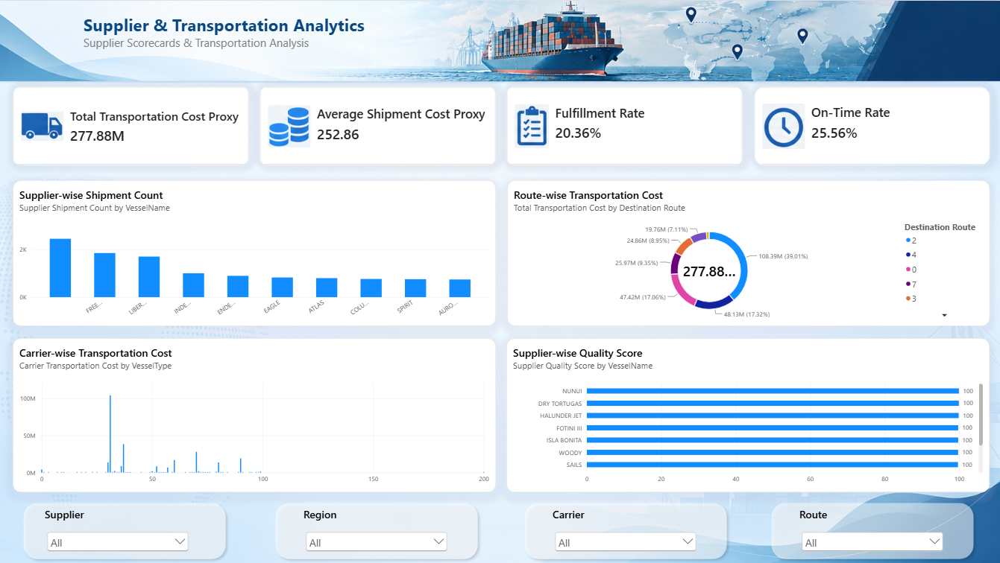 Supplier & Transportation Analytics
Supplier Scorecards & Transportation Analysis
Total Transportation Cost Proxy
277.88M
Average Shipment Cost Proxy
252.86
Fulfillment Rate
20.36%
On-Time Rate
25.56%
Supplier-wise Shipment Count
Supplier Shipment Count by VesselName
2K
0K
FREE...
LIBER...
INDE...
ENDE...
EAGLE
ATLAS
COLU...
SPIRIT
AURO...
Route-wise Transportation Cost
Total Transportation Cost by Destination Route
19.76M (7.11%)
24.86M (8.95%)
25.97M (9.35%)
47.42M (17.06%)
108.39M (39.01%)
48.13M (17.32%)
277.88...
Destination Route
2
4
0
7
3
Carrier-wise Transportation Cost
Carrier Transportation Cost by VesselType
100M
50M
0M
0 50 100 150 200
Supplier-wise Quality Score
Supplier Quality Score by VesselName
NUNUI 100
DRY TORTUGAS 100
HALUNDER JET 100
FOTINI III 100
ISLA BONITA 100
WOODY 100
SAILS 100
0 20 40 60 80 100
Supplier
All
Region
All
Carrier
All
Route
All